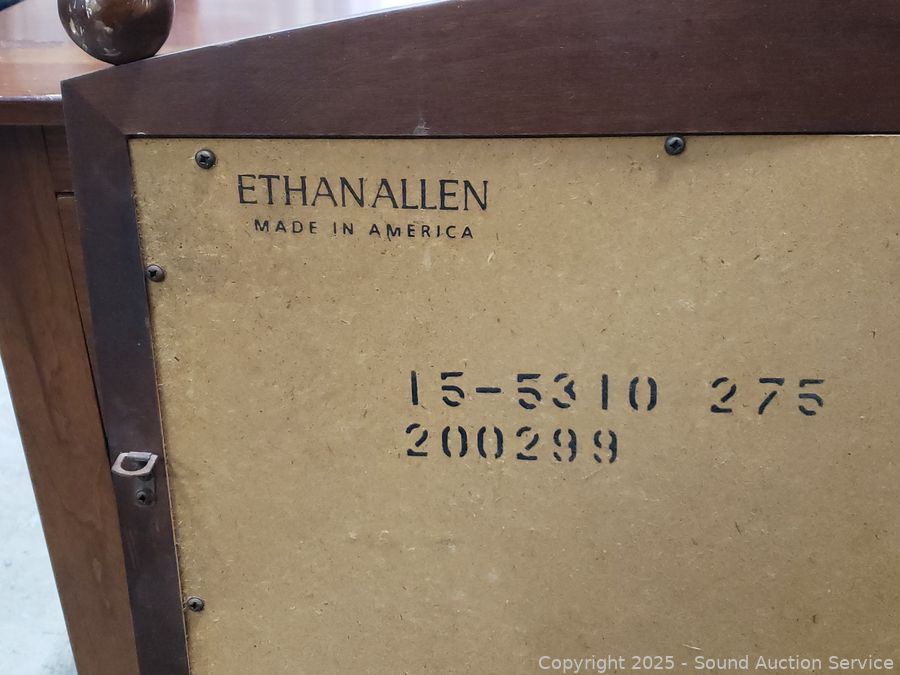 ETHAN ALLEN
MADE IN AMERICA
15-5310 275
200299
Copyright © 2025 - Sound Auction Service